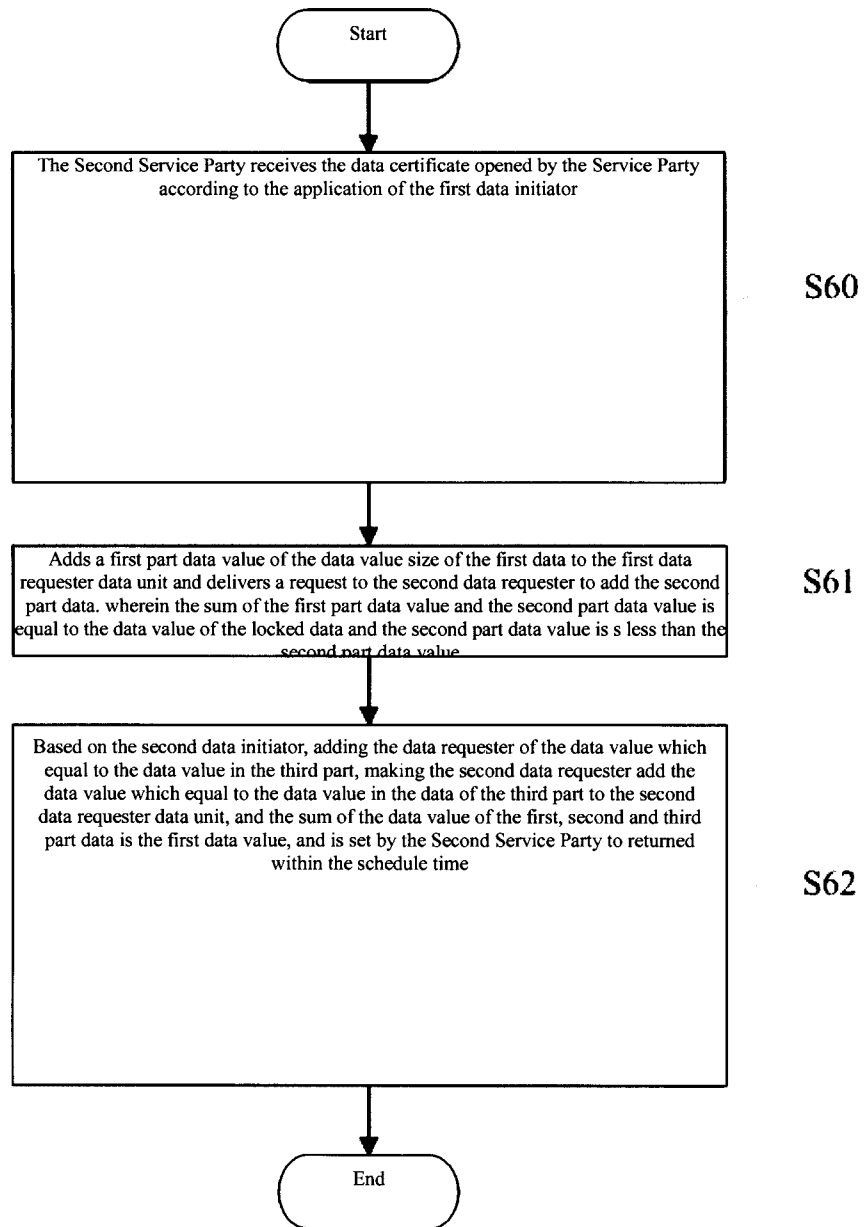 Start
The Second Service Party receives the data certificate opened by the Service Party
according to the application of the first data initiator
S60
Adds a first part data value of the data value size of the first data to the first data
requester data unit and delivers a request to the second data requester to add the second
part data. wherein the sum of the first part data value and the second part data value is
equal to the data value of the locked data and the second part data value is s less than the
second part data value
S61
Based on the second data initiator, adding the data requester of the data value which
equal to the data value in the third part, making the second data requester add the
data value which equal to the data value in the data of the third part to the second
data requester data unit, and the sum of the data value of the first, second and third
part data is the first data value, and is set by the Second Service Party to returned
within the schedule time
S62
End